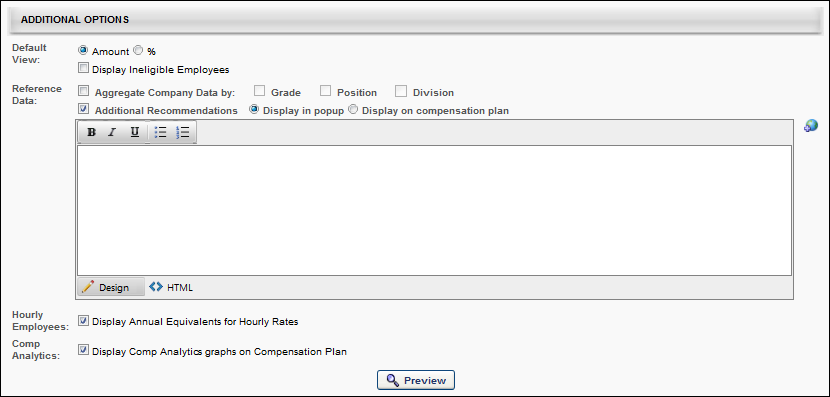 ADDITIONAL OPTIONS
Default View: Amount %
Display Ineligible Employees
Reference Data: Aggregate Company Data by: Grade Position Division
Additional Recommendations Display in popup Display on compensation plan
B I U
Design HTML
Hourly Employees: Display Annual Equivalents for Hourly Rates
Comp Analytics: Display Comp Analytics graphs on Compensation Plan
Preview